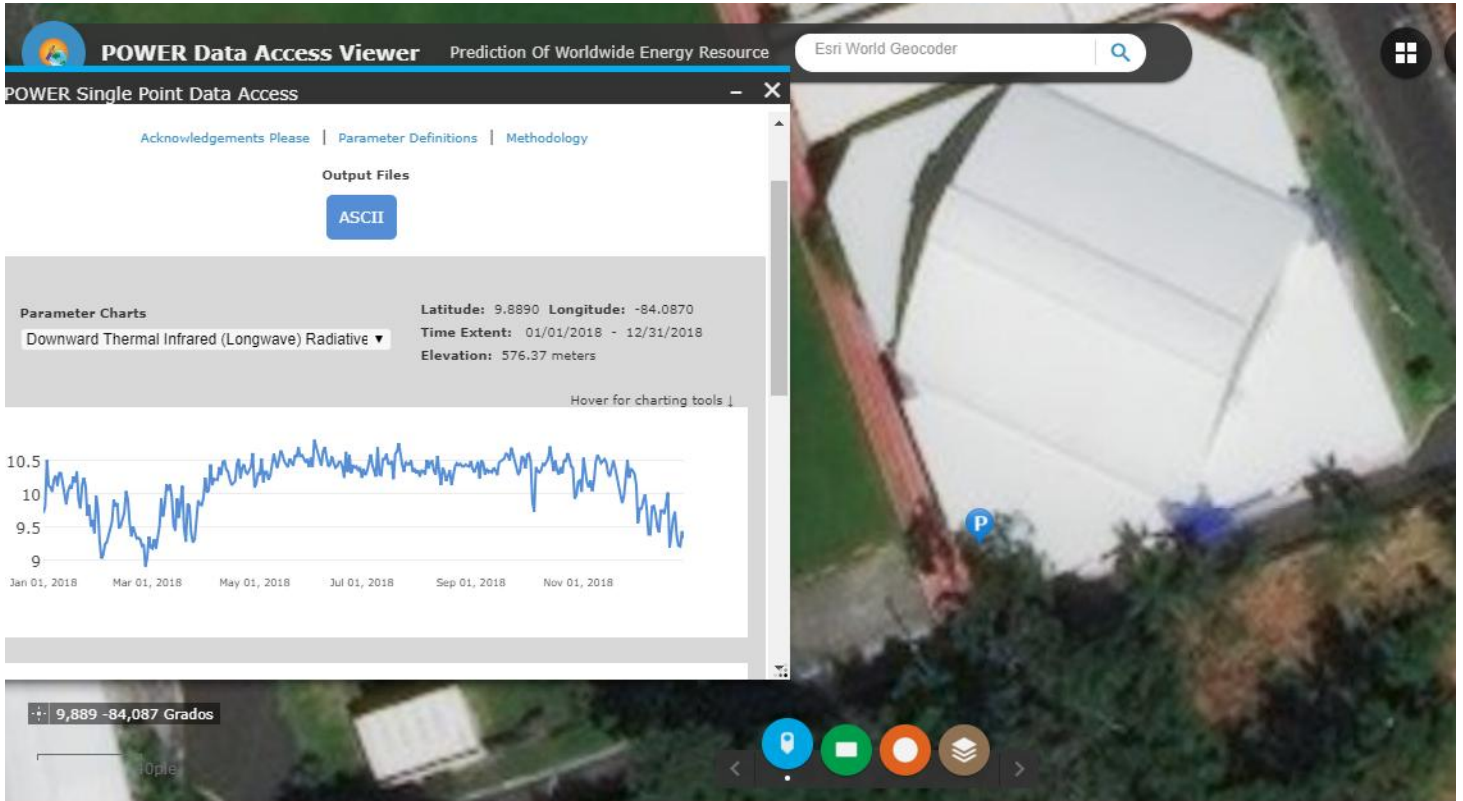 POWER Data Access Viewer Prediction Of Worldwide Energy Resource Esri World Geocoder
POWER Single Point Data Access
Acknowledgements Please | Parameter Definitions | Methodology
Output Files
ASCII
Parameter Charts
Downward Thermal Infrared (Longwave) Radiative ▼
Latitude: 9.8890 Longitude: -84.0870
Time Extent: 01/01/2018 - 12/31/2018
Elevation: 576.37 meters
Hover for charting tools ↓
10.5
10
9.5
9
Jan 01, 2018 Mar 01, 2018 May 01, 2018 Jul 01, 2018 Sep 01, 2018 Nov 01, 2018
P
9,889 -84,087 Grados